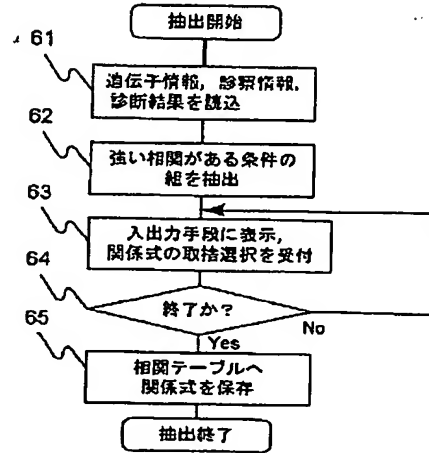 抽出開始
61
遺伝子情報，診察情報，
診断結果を読込
62
強い相関がある条件の
組を抽出
63
入出力手段に表示，
関係式の取捨選択を受付
64
終了か？
No
Yes
65
相関テーブルへ
関係式を保存
抽出終了